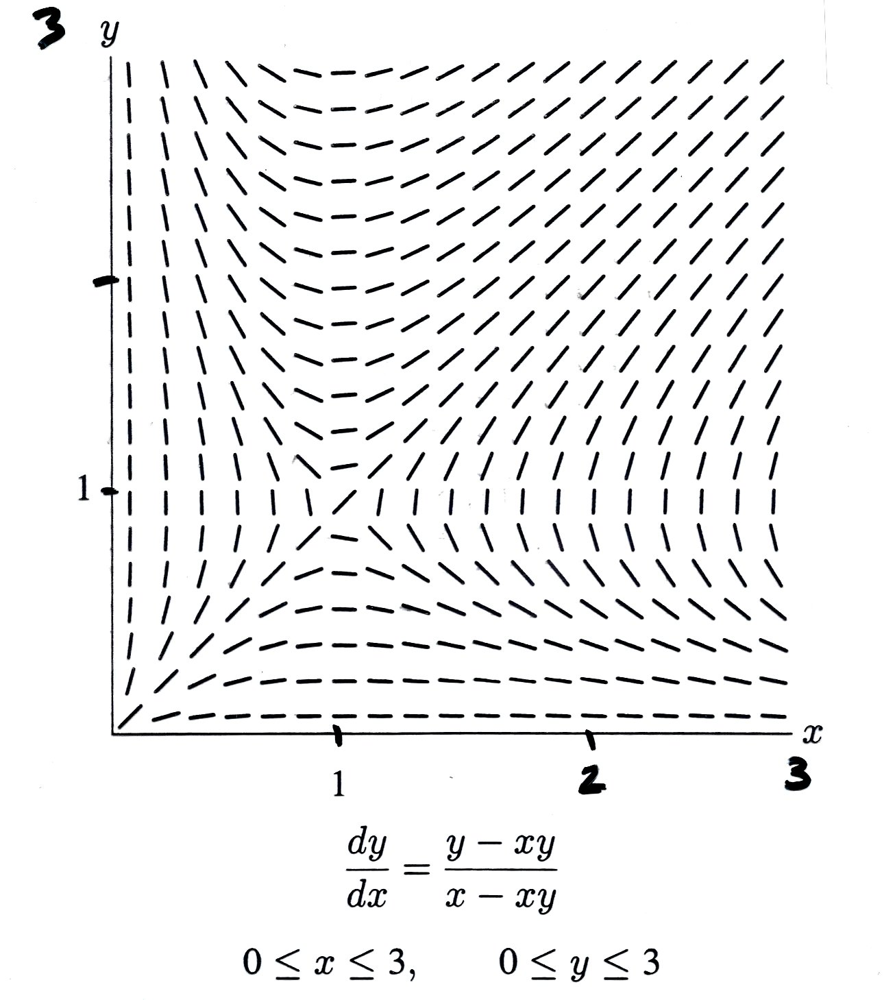 3 y
1
x
1 2 3
dy/dx = (y − xy)/(x − xy)
0 ≤ x ≤ 3, 0 ≤ y ≤ 3